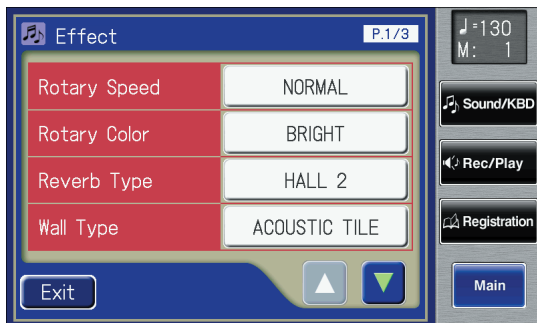 Effect P.1/3
Rotary Speed NORMAL
Rotary Color BRIGHT
Reverb Type HALL 2
Wall Type ACOUSTIC TILE
Exit
♩=130
M: 1
Sound/KBD
Rec/Play
Registration
Main